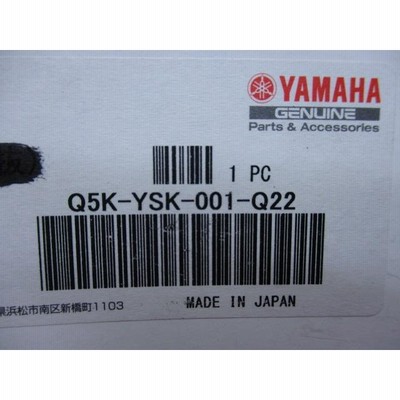 YAMAHA
GENUINE
Parts & Accessories
1 PC
Q5K-YSK-001-Q22
MADE IN JAPAN
県浜松市南区新橋町1103